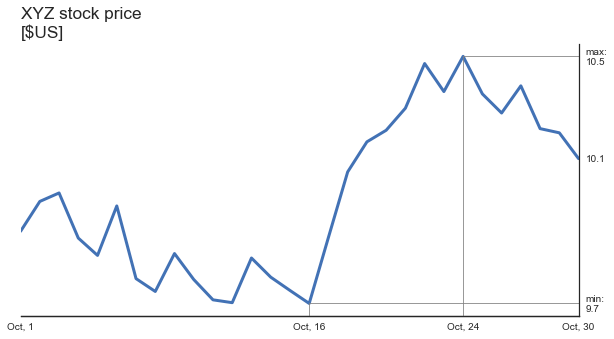 XYZ stock price
[$US]
max:
10.5
10.1
min:
9.7
Oct, 1
Oct, 16
Oct, 24
Oct, 30